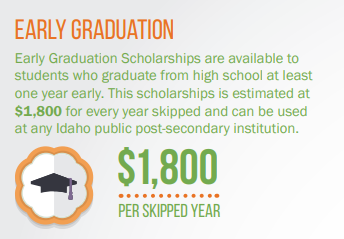 EARLY GRADUATION
Early Graduation Scholarships are available to
students who graduate from high school at least
one year early. This scholarships is estimated at
$1,800 for every year skipped and can be used
at any Idaho public post-secondary institution.
$1,800
PER SKIPPED YEAR